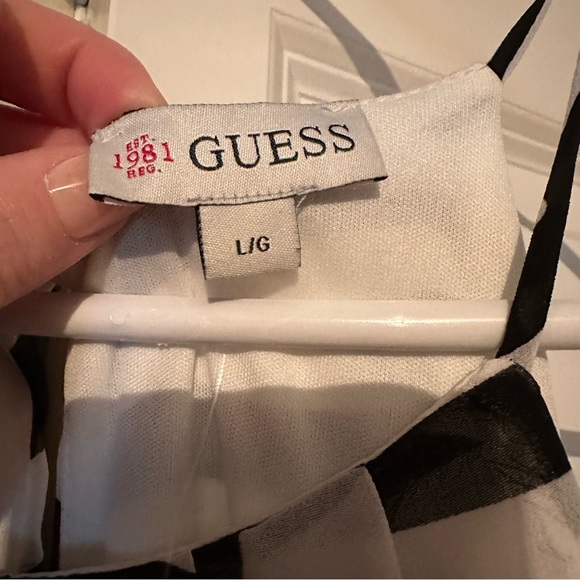 EST.
1981
REG.
GUESS
L/G